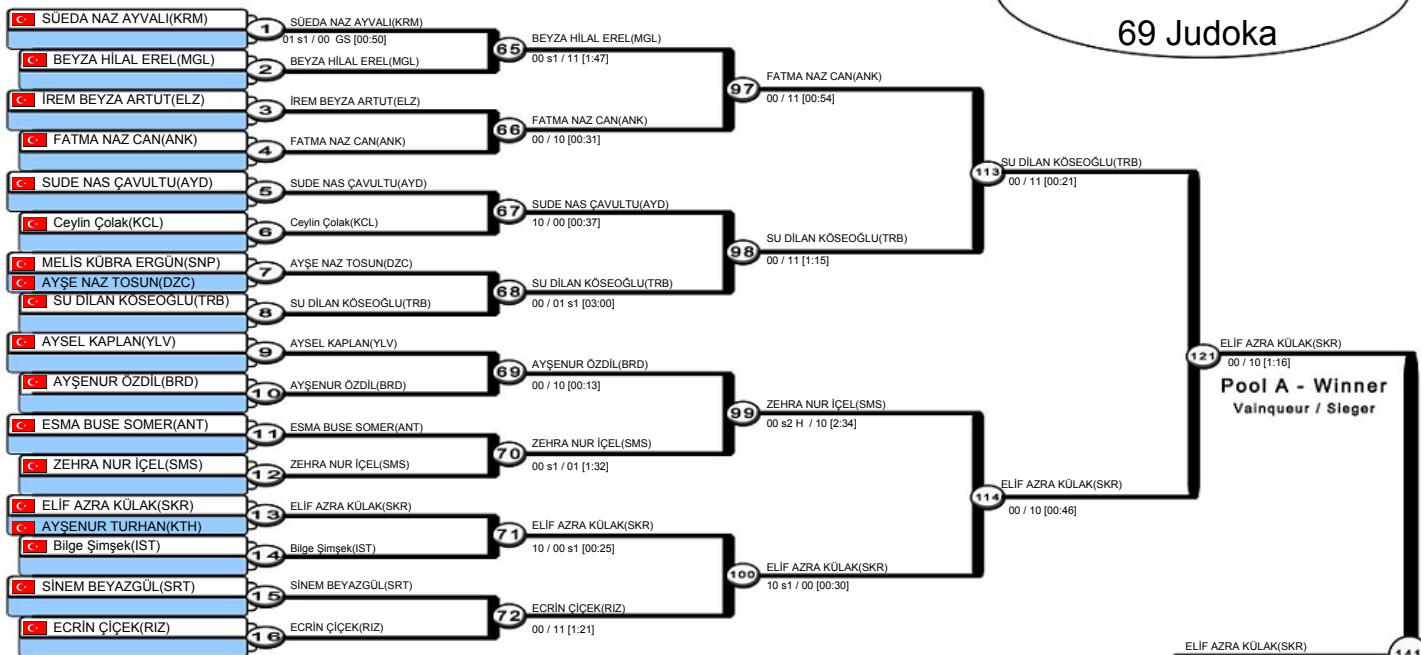 69 Judoka
SÜEDA NAZ AYVALI(KRM)
BEYZA HİLAL EREL(MGL)
İREM BEYZA ARTUT(ELZ)
FATMA NAZ CAN(ANK)
SUDE NAS ÇAVULTU(AYD)
Ceylin Çolak(KCL)
MELİS KÜBRA ERGÜN(SNP)
AYŞE NAZ TOSUN(DZC)
SU DİLAN KÖSEOĞLU(TRB)
AYSEL KAPLAN(YLV)
AYŞENUR ÖZDİL(BRD)
ESMA BUSE SOMER(ANT)
ZEHRA NUR İÇEL(SMS)
ELİF AZRA KÜLAK(SKR)
AYŞENUR TURHAN(KTH)
Bilge Şimşek(IST)
SİNEM BEYAZGÜL(SRT)
ECRİN ÇİÇEK(RIZ)
1 SÜEDA NAZ AYVALI(KRM)
01 s1 / 00 GS [00:50]
2 BEYZA HİLAL EREL(MGL)
3 İREM BEYZA ARTUT(ELZ)
4 FATMA NAZ CAN(ANK)
5 SUDE NAS ÇAVULTU(AYD)
6 Ceylin Çolak(KCL)
7 AYŞE NAZ TOSUN(DZC)
8 SU DİLAN KÖSEOĞLU(TRB)
9 AYSEL KAPLAN(YLV)
10 AYŞENUR ÖZDİL(BRD)
11 ESMA BUSE SOMER(ANT)
12 ZEHRA NUR İÇEL(SMS)
13 ELİF AZRA KÜLAK(SKR)
14 Bilge Şimşek(IST)
15 SİNEM BEYAZGÜL(SRT)
16 ECRİN ÇİÇEK(RIZ)
65 BEYZA HİLAL EREL(MGL)
00 s1 / 11 [1:47]
66 FATMA NAZ CAN(ANK)
00 / 10 [00:31]
67 SUDE NAS ÇAVULTU(AYD)
10 / 00 [00:37]
68 SU DİLAN KÖSEOĞLU(TRB)
00 / 01 s1 [03:00]
69 AYŞENUR ÖZDİL(BRD)
00 / 10 [00:13]
70 ZEHRA NUR İÇEL(SMS)
00 s1 / 01 [1:32]
71 ELİF AZRA KÜLAK(SKR)
10 / 00 s1 [00:25]
72 ECRİN ÇİÇEK(RIZ)
00 / 11 [1:21]
97 FATMA NAZ CAN(ANK)
00 / 11 [00:54]
98 SU DİLAN KÖSEOĞLU(TRB)
00 / 11 [1:15]
99 ZEHRA NUR İÇEL(SMS)
00 s2 H / 10 [2:34]
100 ELİF AZRA KÜLAK(SKR)
10 s1 / 00 [00:30]
113 SU DİLAN KÖSEOĞLU(TRB)
00 / 11 [00:21]
114 ELİF AZRA KÜLAK(SKR)
00 / 10 [00:46]
121 ELİF AZRA KÜLAK(SKR)
00 / 10 [1:16]
Pool A - Winner
Vainqueur / Sieger
ELİF AZRA KÜLAK(SKR)
141